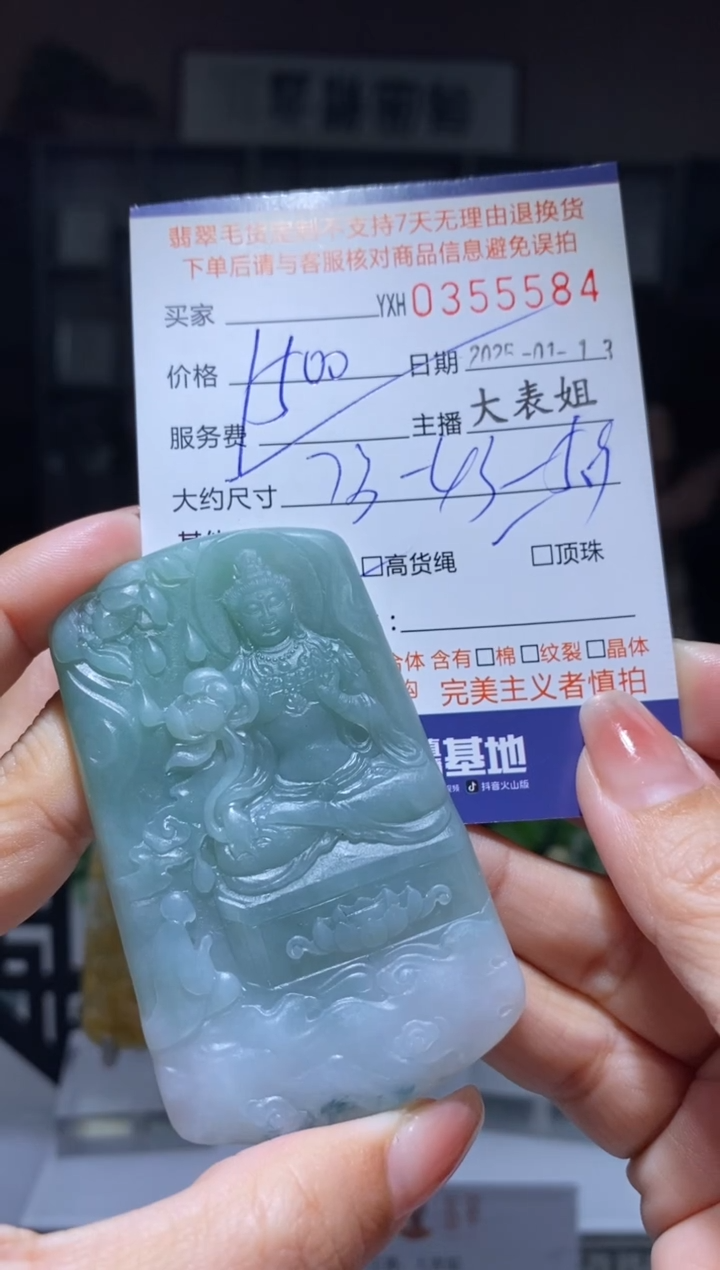 翡翠毛货定制不支持7天无理由退换货
下单后请与客服核对商品信息避免误拍
买家 YXH0355584
价格 1500 日期 2025-01-13
服务费 主播 大表姐
大约尺寸 73-43-
高货绳 □顶珠
:
合体 含有□棉□纹裂□晶体
购 完美主义者慎拍
基地
抖音火山版